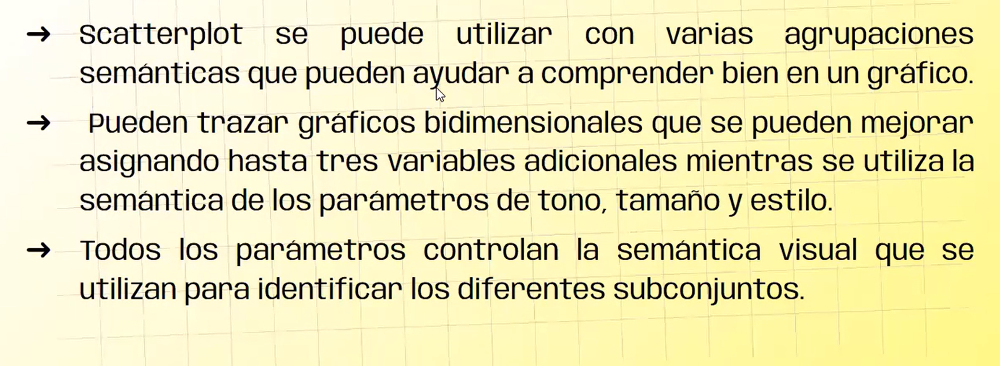 → Scatterplot se puede utilizar con varias agrupaciones
semánticas que pueden ayudar a comprender bien en un gráfico.
→ Pueden trazar gráficos bidimensionales que se pueden mejorar
asignando hasta tres variables adicionales mientras se utiliza la
semántica de los parámetros de tono, tamaño y estilo.
→ Todos los parámetros controlan la semántica visual que se
utilizan para identificar los diferentes subconjuntos.